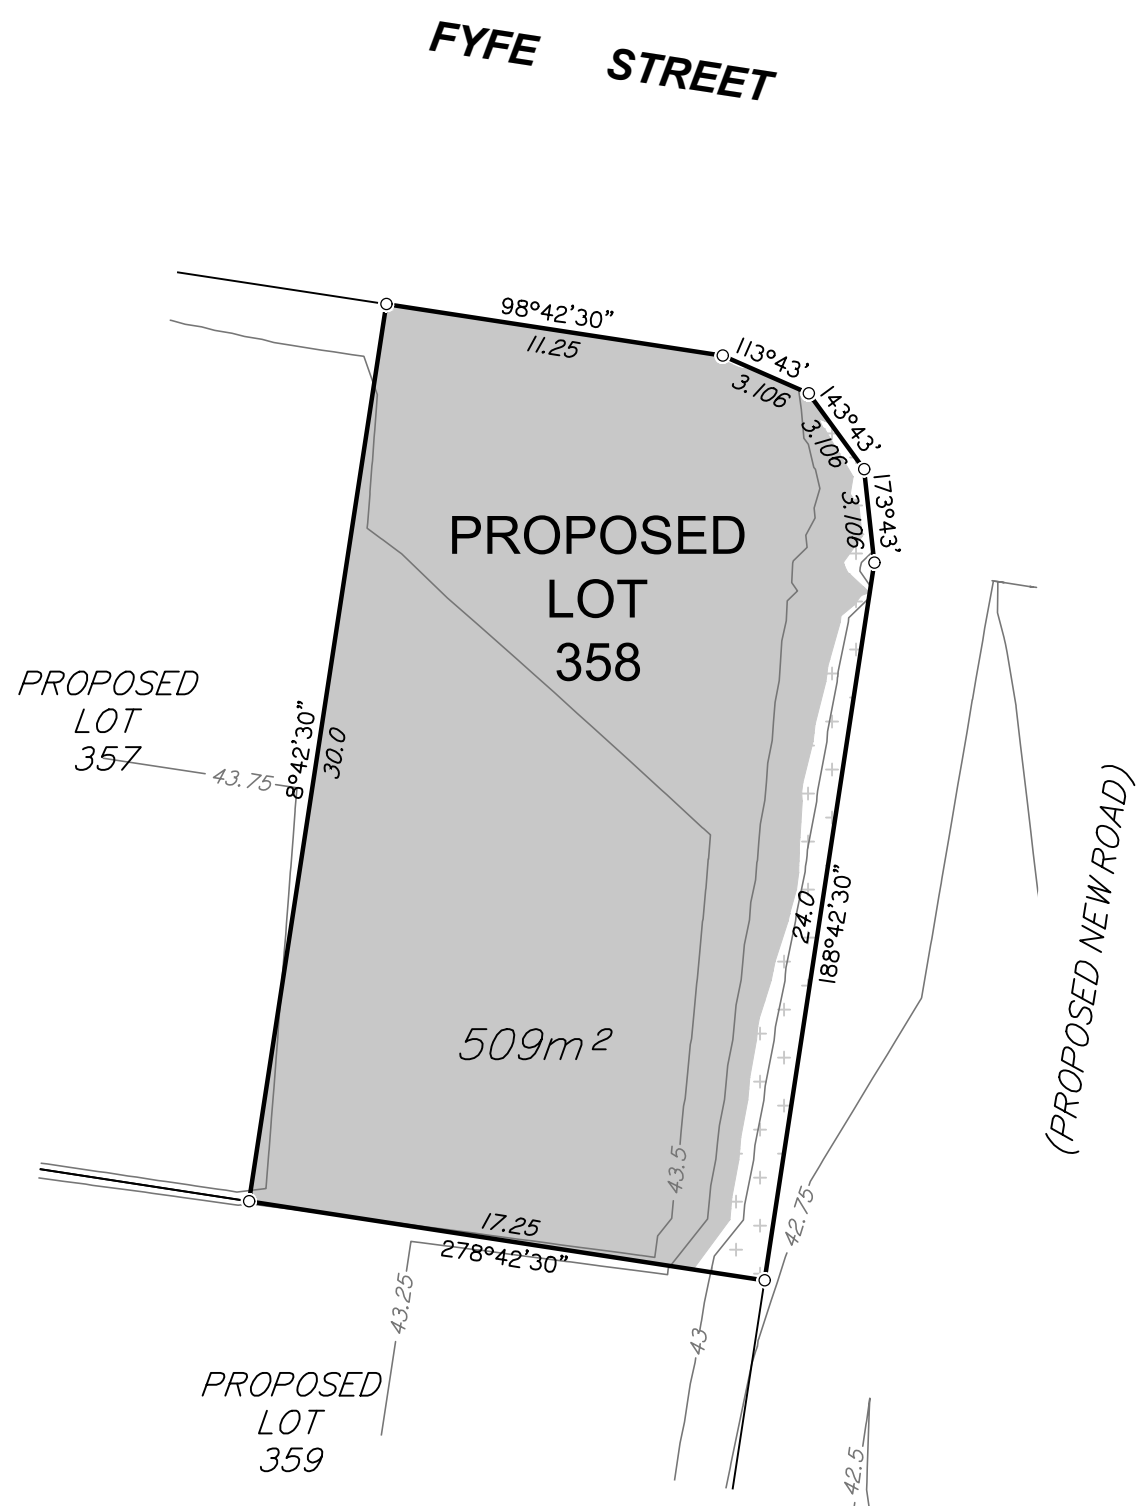 FYFE STREET
98°42'30"
11.25
113°43'
3.106
143°43'
3.106
173°43'
3.106
PROPOSED
LOT
358
PROPOSED
LOT
357
43.75
8°42'30"
30.0
24.0
188°42'30"
(PROPOSED NEW ROAD)
509m²
43.5
42.75
17.25
278°42'30"
43.25
43
PROPOSED
LOT
359
42.5